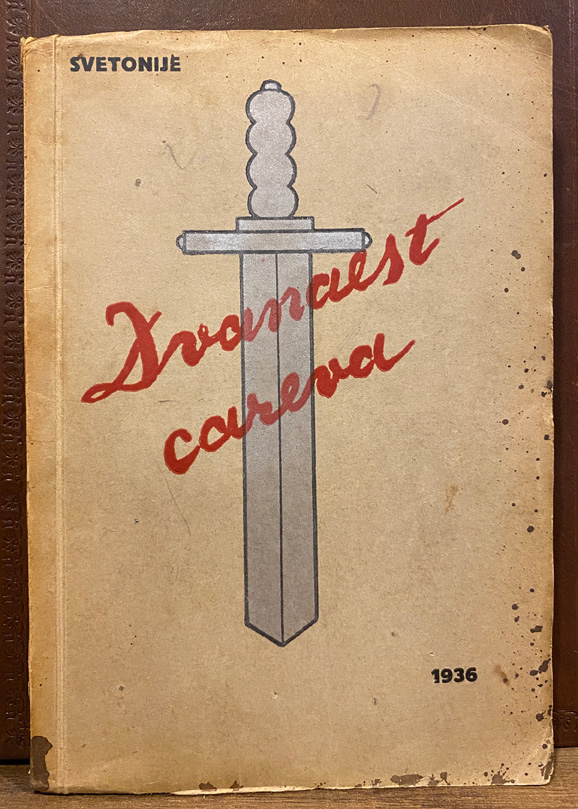 SVETONIJE
Dvanaest
careva
1936